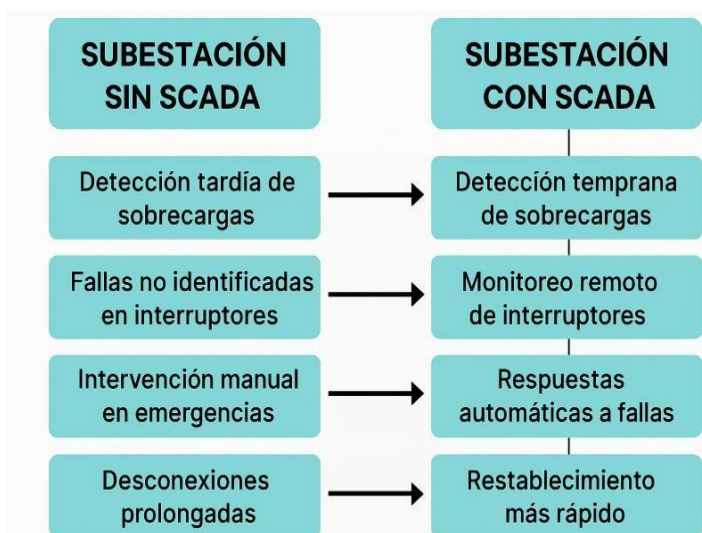 SUBESTACIÓN
SIN SCADA
SUBESTACIÓN
CON SCADA
Detección tardía de
sobrecargas
Detección temprana
de sobrecargas
Fallas no identificadas
en interruptores
Monitoreo remoto
de interruptores
Intervención manual
en emergencias
Respuestas
automáticas a fallas
Desconexiones
prolongadas
Restablecimiento
más rápido